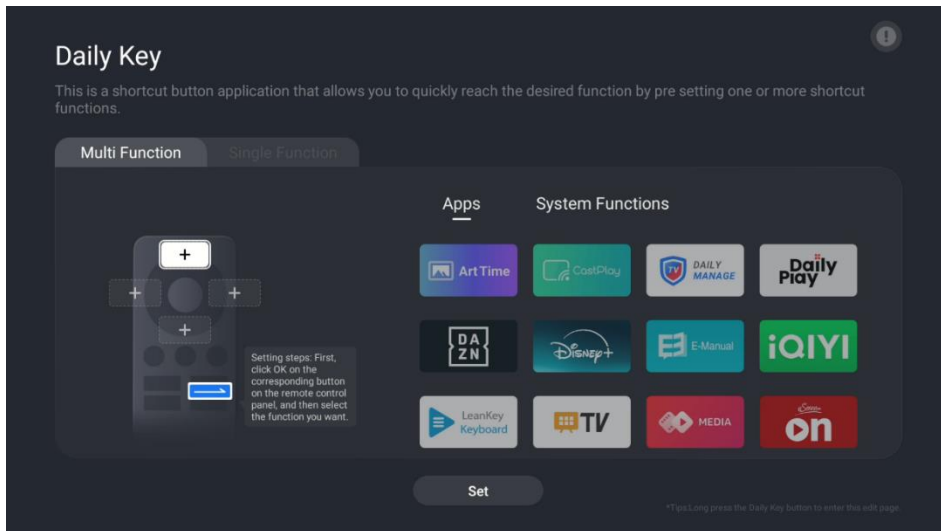 Daily Key
This is a shortcut button application that allows you to quickly reach the desired function by pre setting one or more shortcut
functions.
Multi Function
Single Function
Apps
System Functions
Art Time
CastPlay
TV DAILY
MANAGE
Daily
Play
DA
ZN
Disney+
E-Manual
iQIYI
Setting steps: First,
click OK on the
corresponding button
on the remote control
panel, and then select
the function you want.
LeanKey
Keyboard
TV
MEDIA
on
Set
*Tips:Long press the Daily Key button to enter this edit page.